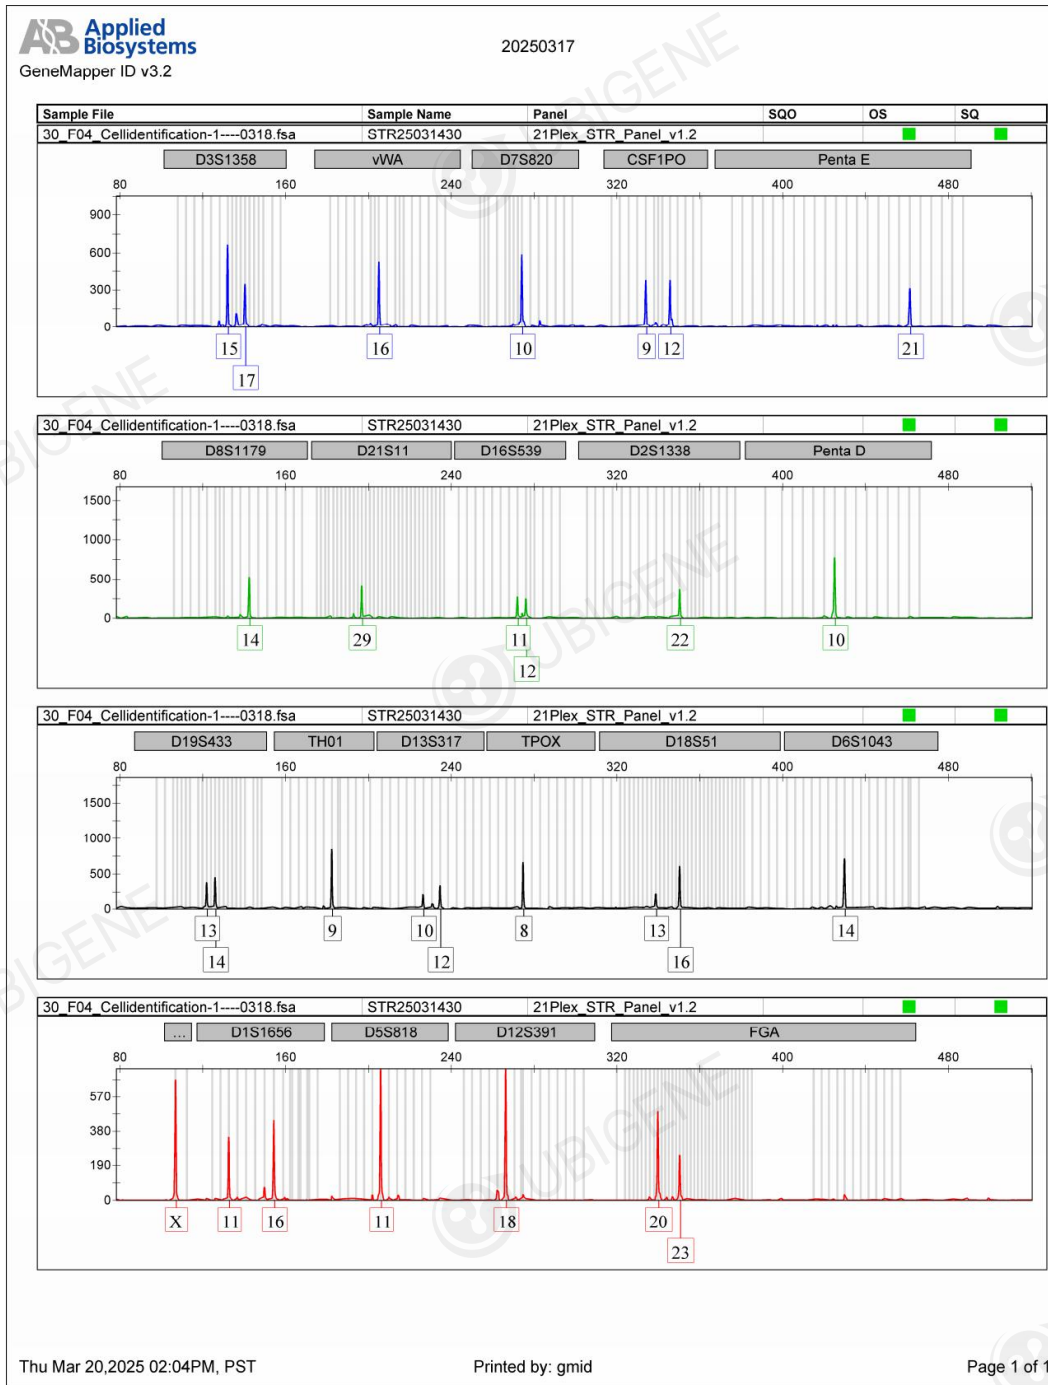 AB Applied
Biosystems
20250317
GeneMapper ID v3.2
Sample File Sample Name Panel SQO OS SQ
30_F04_Cellidentification-1----0318.fsa STR25031430 21Plex_STR_Panel_v1.2
D3S1358 vWA D7S820 CSF1PO Penta E
80 160 240 320 400 480
900
600
300
0
15 16 10 9 12 21
17
30_F04_Cellidentification-1----0318.fsa STR25031430 21Plex_STR_Panel_v1.2
D8S1179 D21S11 D16S539 D2S1338 Penta D
80 160 240 320 400 480
1500
1000
500
0
14 29 11 22 10
12
30_F04_Cellidentification-1----0318.fsa STR25031430 21Plex_STR_Panel_v1.2
D19S433 TH01 D13S317 TPOX D18S51 D6S1043
80 160 240 320 400 480
1500
1000
500
0
13 9 10 8 13 14
14 12 16
30_F04_Cellidentification-1----0318.fsa STR25031430 21Plex_STR_Panel_v1.2
... D1S1656 D5S818 D12S391 FGA
80 160 240 320 400 480
570
380
190
0
X 11 16 11 18 20
23
Thu Mar 20,2025 02:04PM, PST Printed by: gmid Page 1 of 1
UBIGENE
UBIGENE
UBIGENE
UBIGENE
UBIGENE